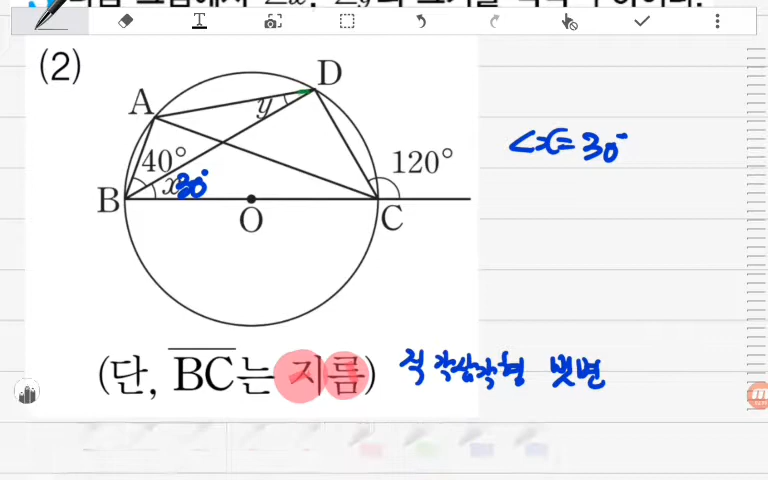 (2)
D
A
y
40°
x 30°
120°
∠x = 30°
B
O
C
(단, BC는 지름)
직각삼각형 빗변